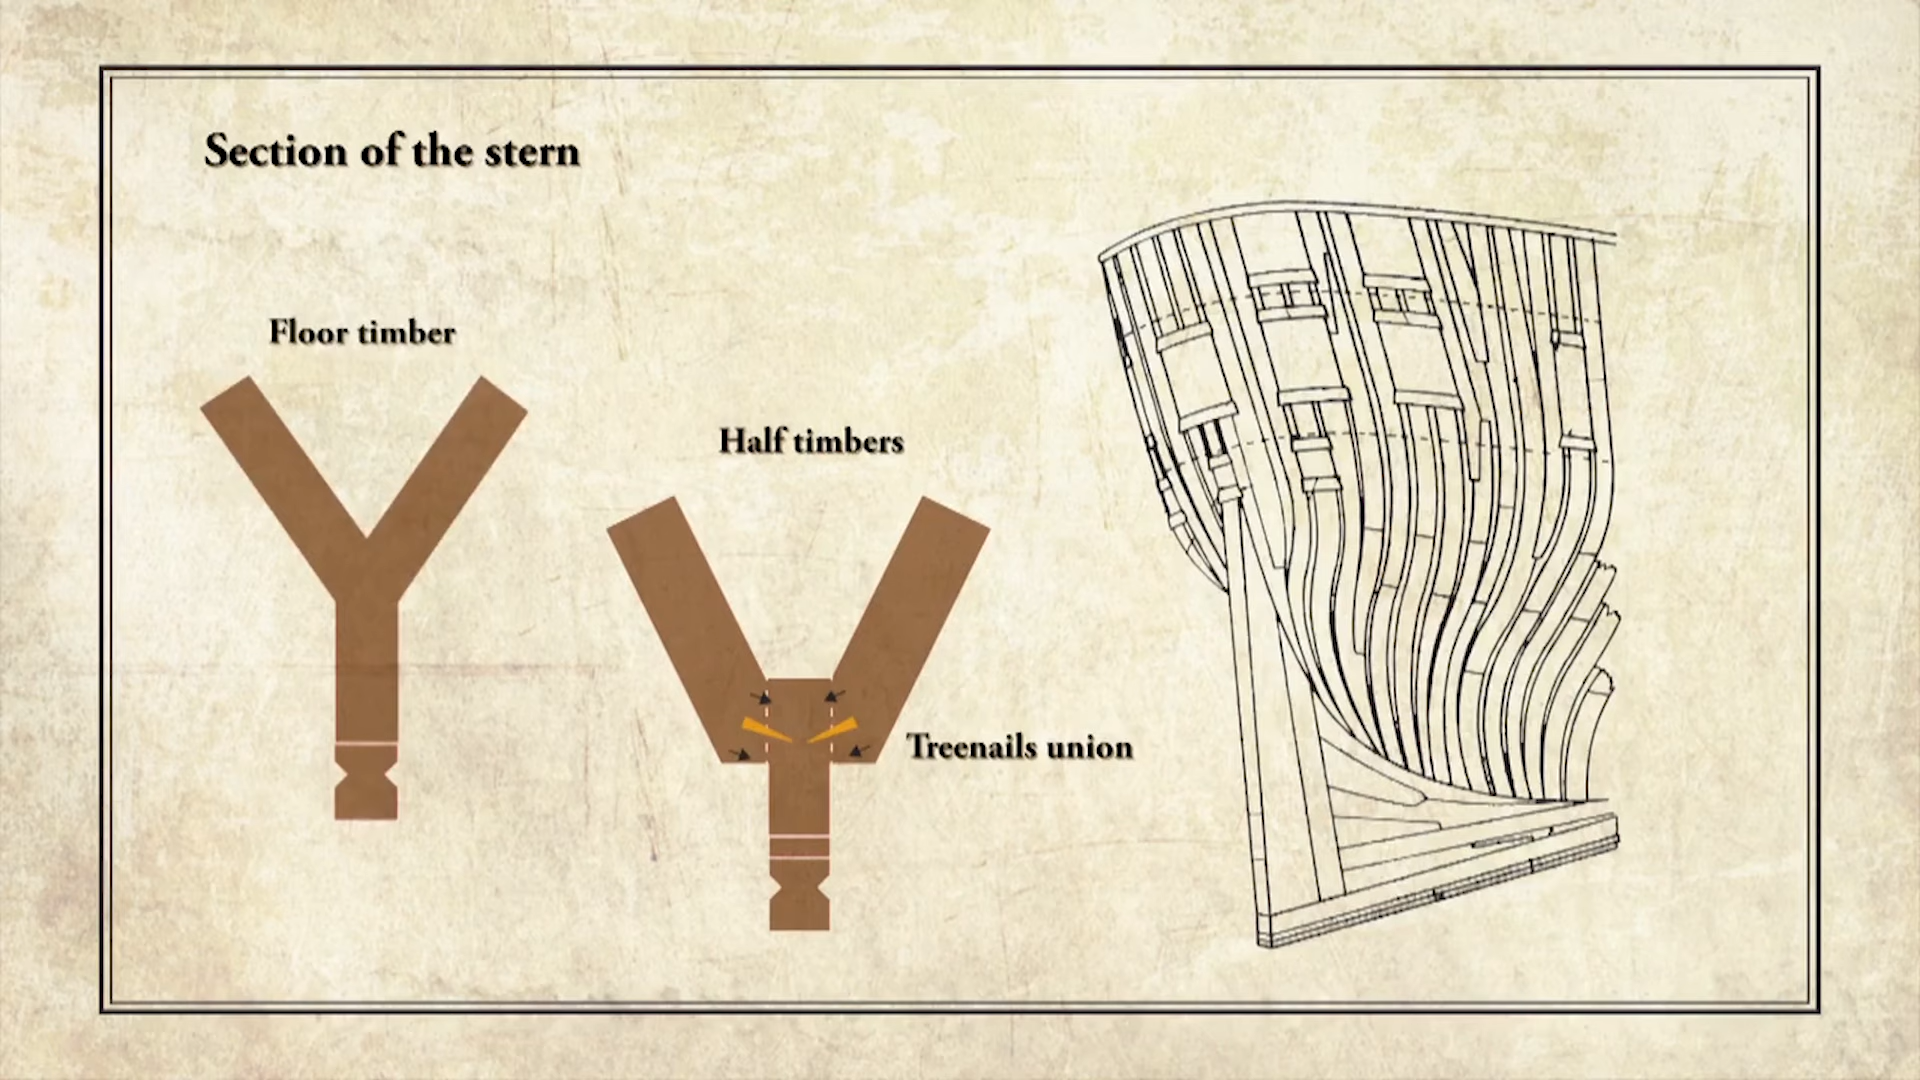 Section of the stern
Floor timber
Half timbers
Treenails union